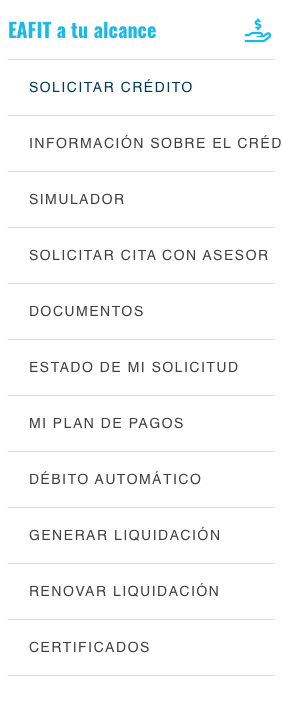 EAFIT a tu alcance
SOLICITAR CRÉDITO
INFORMACIÓN SOBRE EL CRÉD
SIMULADOR
SOLICITAR CITA CON ASESOR
DOCUMENTOS
ESTADO DE MI SOLICITUD
MI PLAN DE PAGOS
DÉBITO AUTOMÁTICO
GENERAR LIQUIDACIÓN
RENOVAR LIQUIDACIÓN
CERTIFICADOS